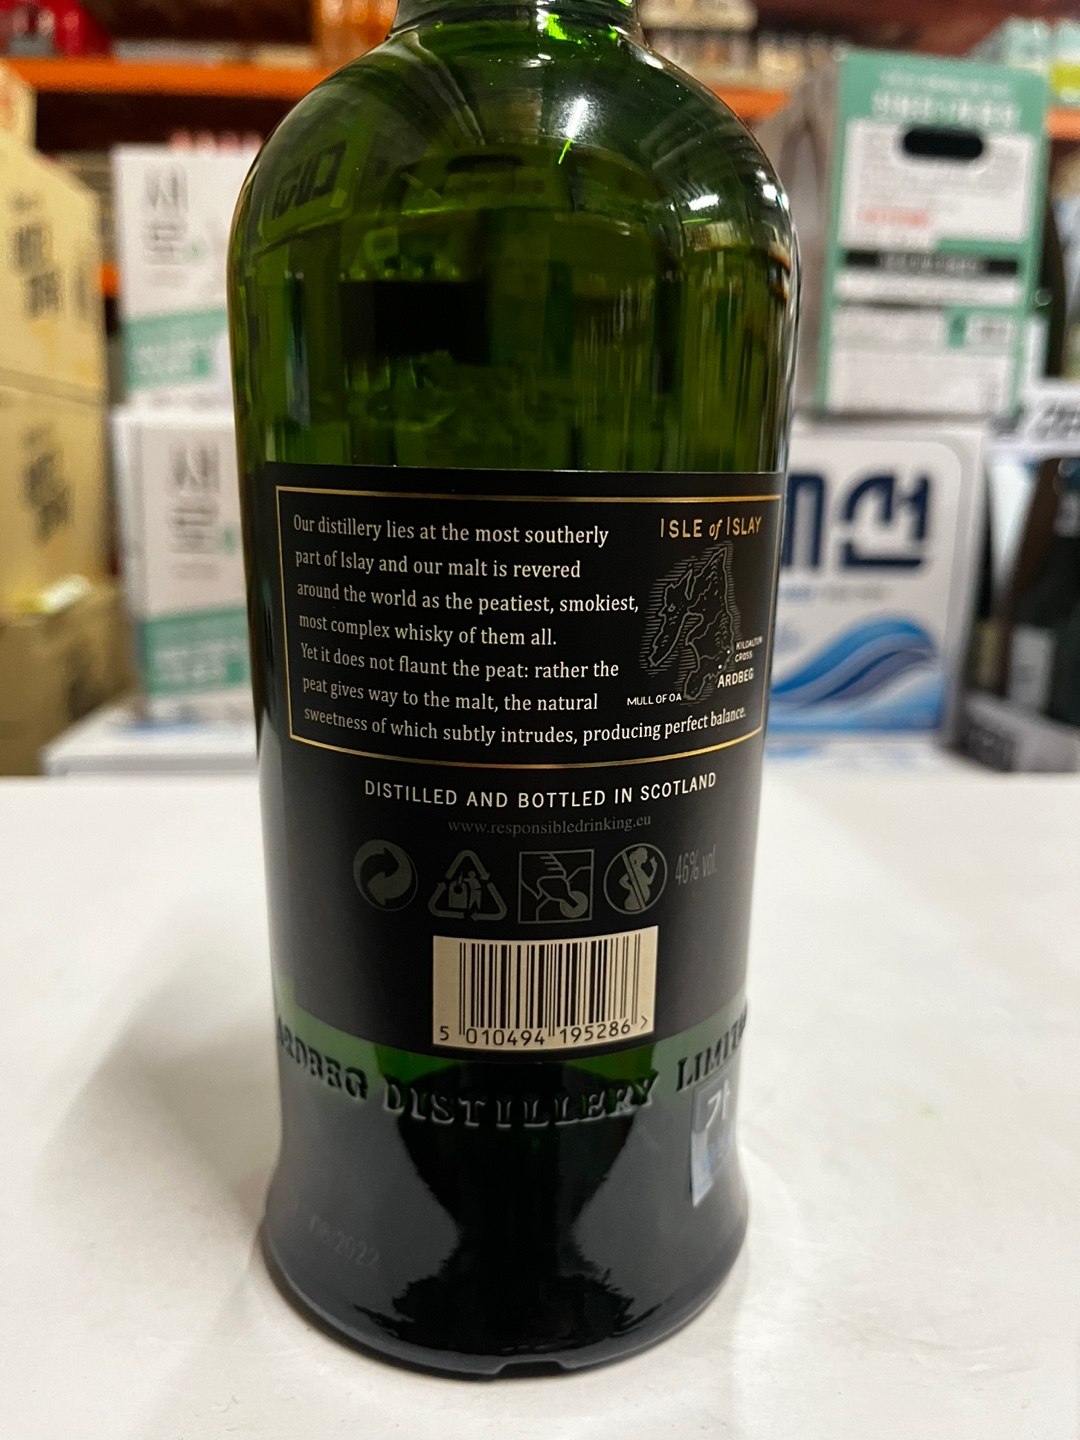 Our distillery lies at the most southerly
part of Islay and our malt is revered
around the world as the peatiest, smokiest,
most complex whisky of them all.
Yet it does not flaunt the peat: rather the
peat gives way to the malt, the natural
sweetness of which subtly intrudes, producing perfect balance.
ISLE of ISLAY
KILDALTON
CROSS
ARDBEG
MULL OF OA
DISTILLED AND BOTTLED IN SCOTLAND
www.responsibledrinking.eu
46% vol.
5 010494 195286 >
ARDBEG DISTILLERY